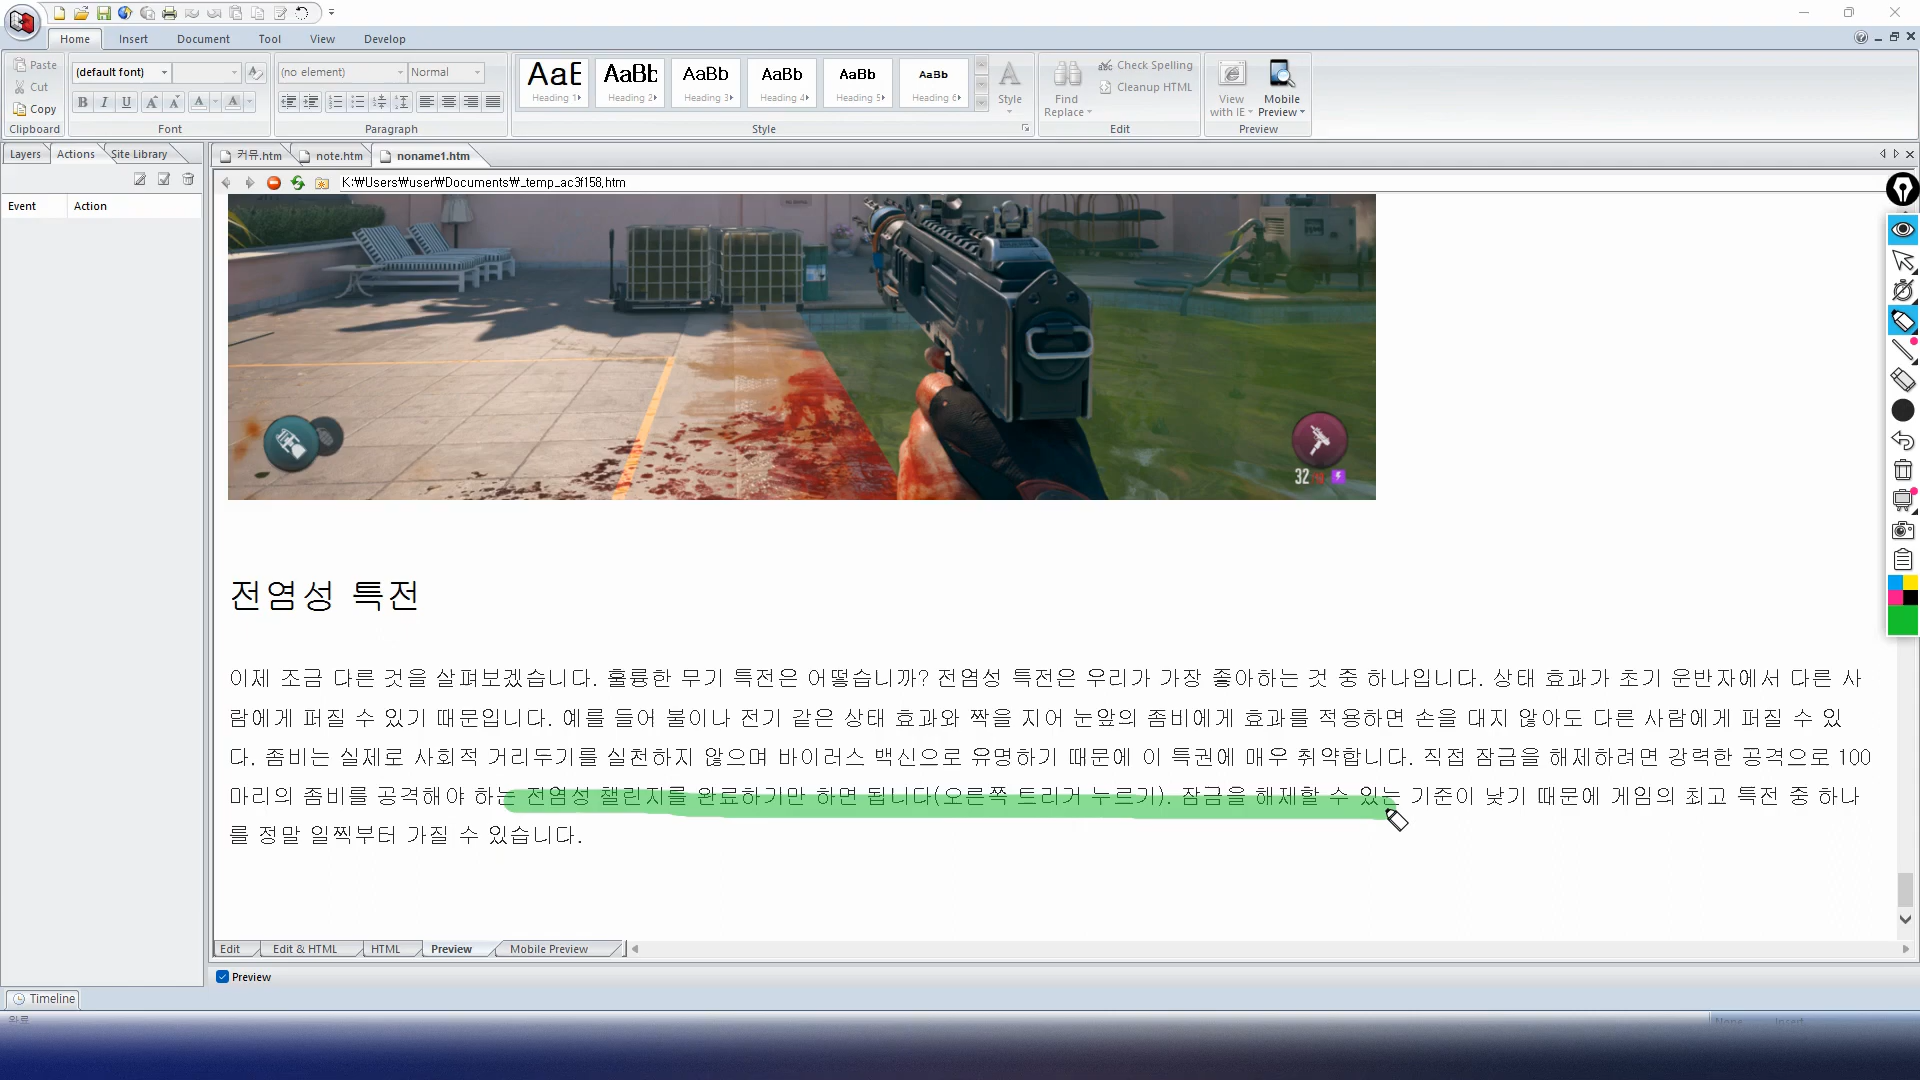 Home Insert Document Tool View Develop
Paste
Cut
Copy
Clipboard
(default font)
B I U
Font
(no element) Normal
Paragraph
AaE AaBb AaBb AaBb AaBb AaBb
Heading 1 Heading 2 Heading 3 Heading 4 Heading 5 Heading 6
Style
Style
Find
Replace
Check Spelling
Cleanup HTML
Edit
View
with IE
Mobile
Preview
Preview
Layers Actions Site Library
커뮤.htm note.htm noname1.htm
K:₩Users₩user₩Documents₩_temp_ac3f158.htm
Event Action
32
전염성 특전
이제 조금 다른 것을 살펴보겠습니다. 훌륭한 무기 특전은 어떻습니까? 전염성 특전은 우리가 가장 좋아하는 것 중 하나입니다. 상태 효과가 초기 운반자에서 다른 사
람에게 퍼질 수 있기 때문입니다. 예를 들어 불이나 전기 같은 상태 효과와 짝을 지어 눈앞의 좀비에게 효과를 적용하면 손을 대지 않아도 다른 사람에게 퍼질 수 있
다. 좀비는 실제로 사회적 거리두기를 실천하지 않으며 바이러스 백신으로 유명하기 때문에 이 특권에 매우 취약합니다. 직접 잠금을 해제하려면 강력한 공격으로 100
마리의 좀비를 공격해야 하는 전염성 챌린지를 완료하기만 하면 됩니다(오른쪽 트리거 누르기). 잠금을 해제할 수 있는 기준이 낮기 때문에 게임의 최고 특전 중 하나
를 정말 일찍부터 가질 수 있습니다.
Edit Edit & HTML HTML Preview Mobile Preview
Preview
Timeline